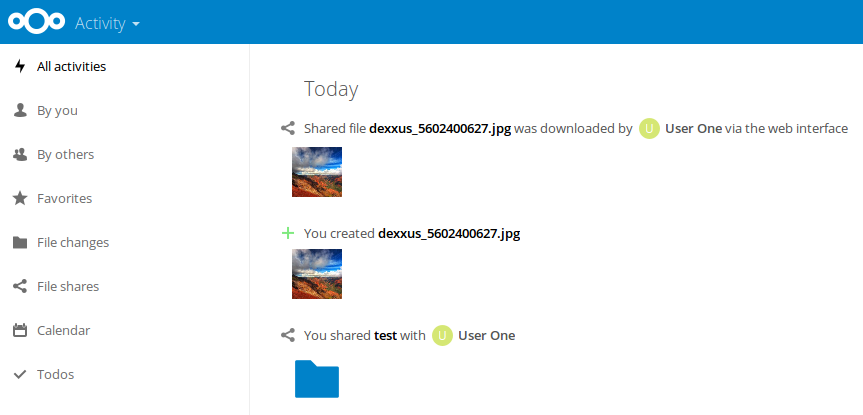 Activity
All activities
By you
By others
Favorites
File changes
File shares
Calendar
Todos
Today
Shared file dexxus_5602400627.jpg was downloaded by U User One via the web interface
You created dexxus_5602400627.jpg
You shared test with U User One